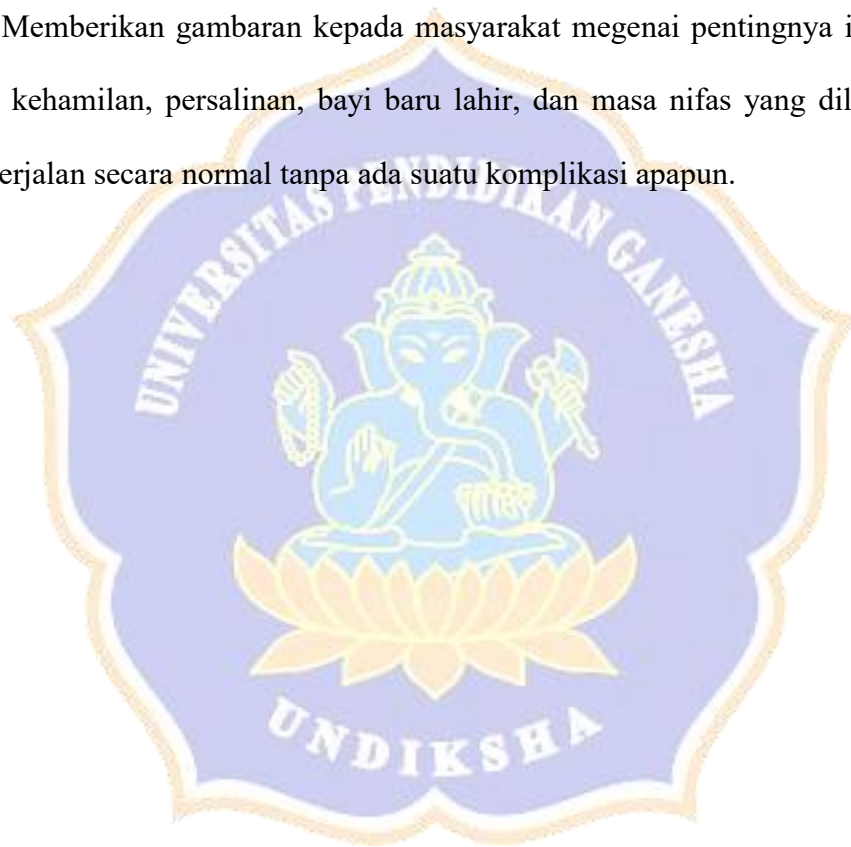 Memberikan gambaran kepada masyarakat megenai pentingnya i
kehamilan, persalinan, bayi baru lahir, dan masa nifas yang dil
erjalan secara normal tanpa ada suatu komplikasi apapun.
UNIVERSITAS PENDIDIKAN GANESHA
UNDIKSHA